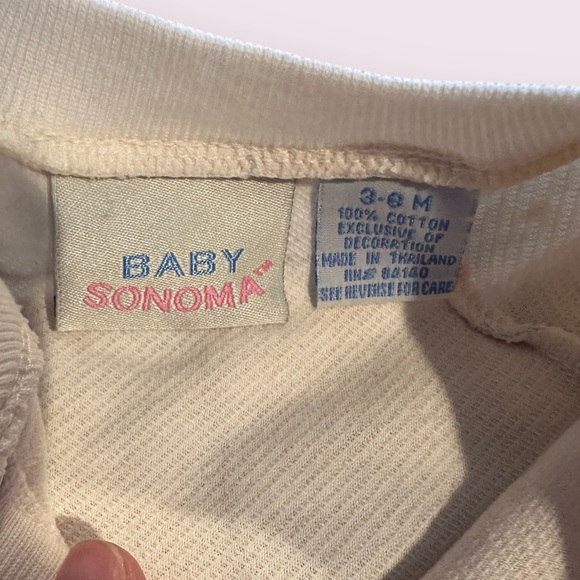 BABY
SONOMA™
3-6 M
100% COTTON
EXCLUSIVE OF
DECORATION
MADE IN THAILAND
RN# 84140
SEE REVERSE FOR CARE